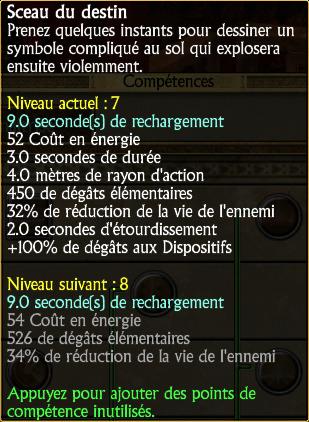 Sceau du destin
Prenez quelques instants pour dessiner un
symbole compliqué au sol qui explosera
ensuite violemment.
Compétences
Niveau actuel : 7
9.0 seconde(s) de rechargement
52 Coût en énergie
3.0 secondes de durée
4.0 mètres de rayon d'action
450 de dégâts élémentaires
32% de réduction de la vie de l'ennemi
2.0 secondes d'étourdissement
+100% de dégâts aux Dispositifs
Niveau suivant : 8
9.0 seconde(s) de rechargement
54 Coût en énergie
526 de dégâts élémentaires
34% de réduction de la vie de l'ennemi
Appuyez pour ajouter des points de
compétence inutilisés.